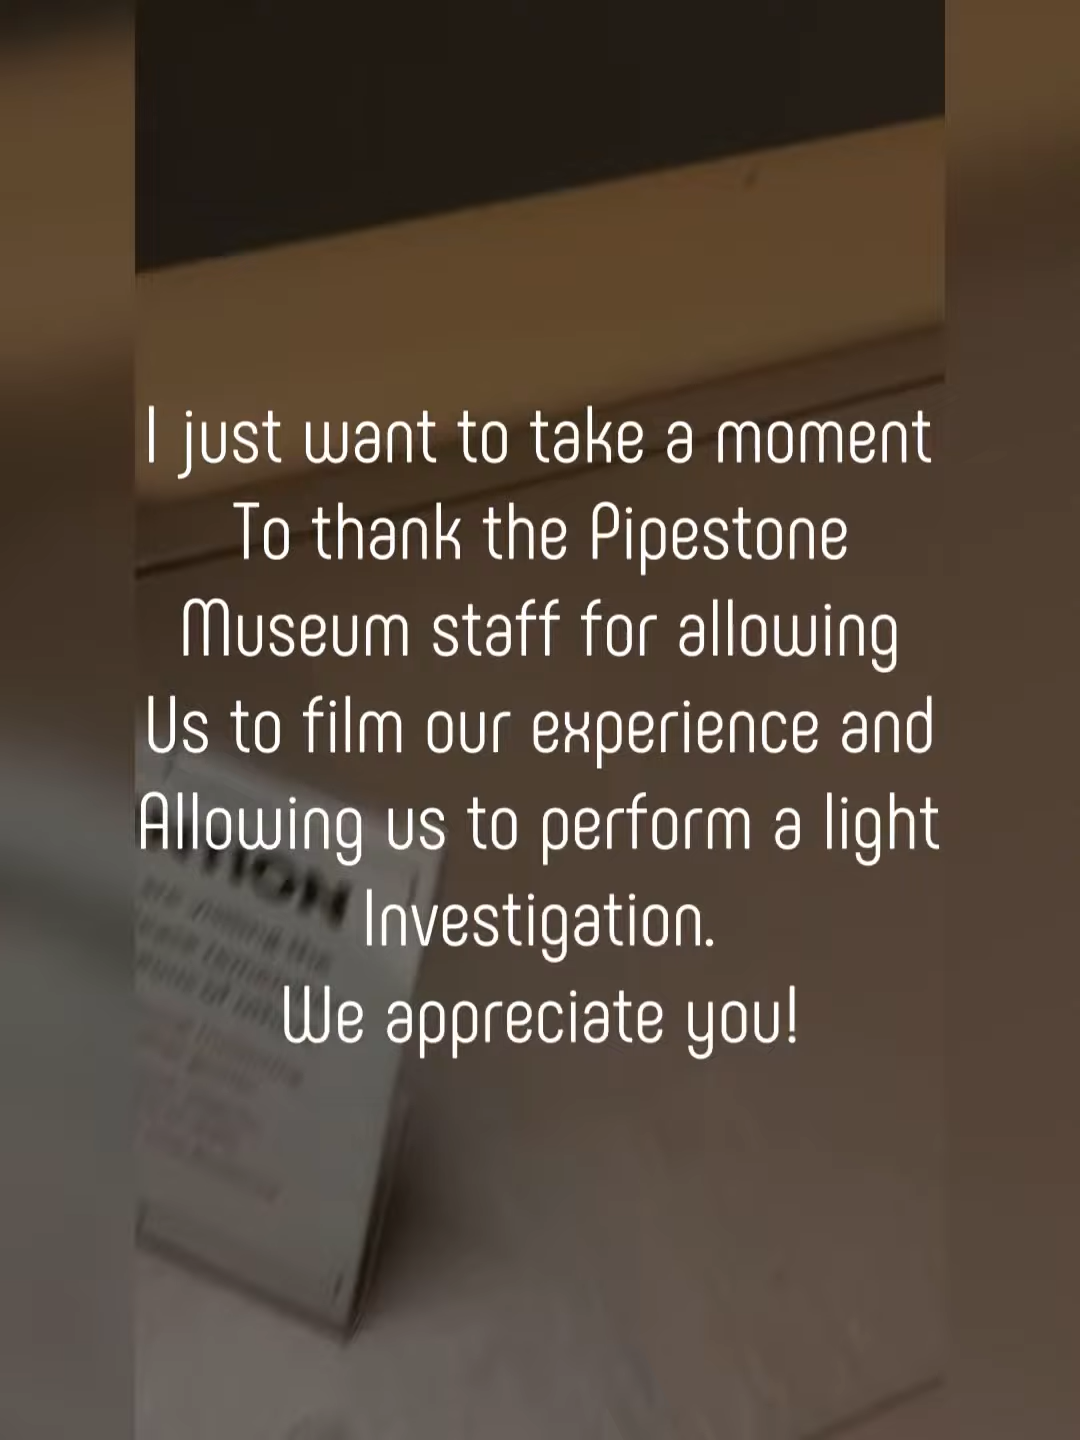 I just want to take a moment
To thank the Pipestone
Museum staff for allowing
Us to film our experience and
Allowing us to perform a light
Investigation.
We appreciate you!